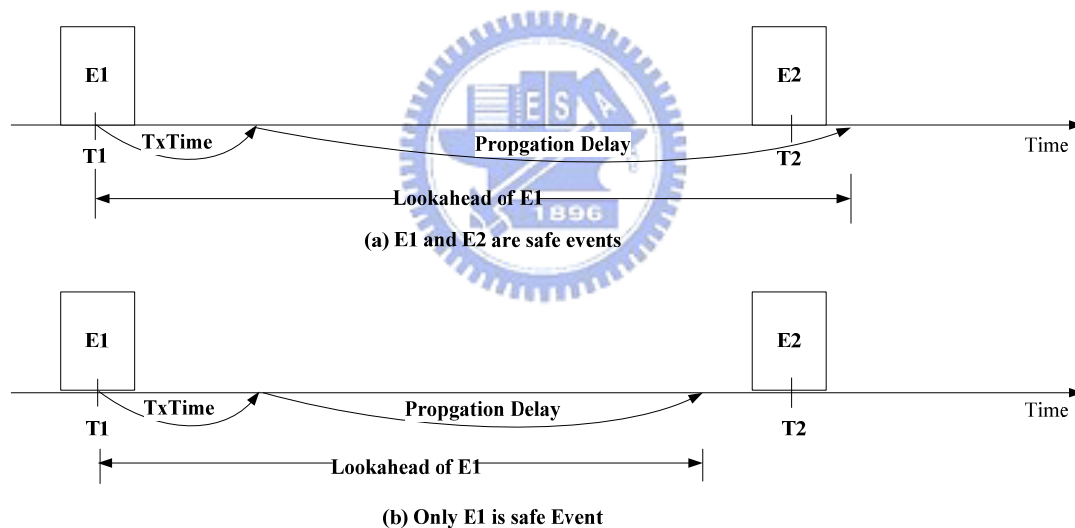 E1
E2
E S A
TxTime
Propgation Delay
T1
T2
Time
Lookahead of E1
1896
(a) E1 and E2 are safe events
E1
E2
TxTime
Propgation Delay
Time
T1
T2
Lookahead of E1
(b) Only E1 is safe Event